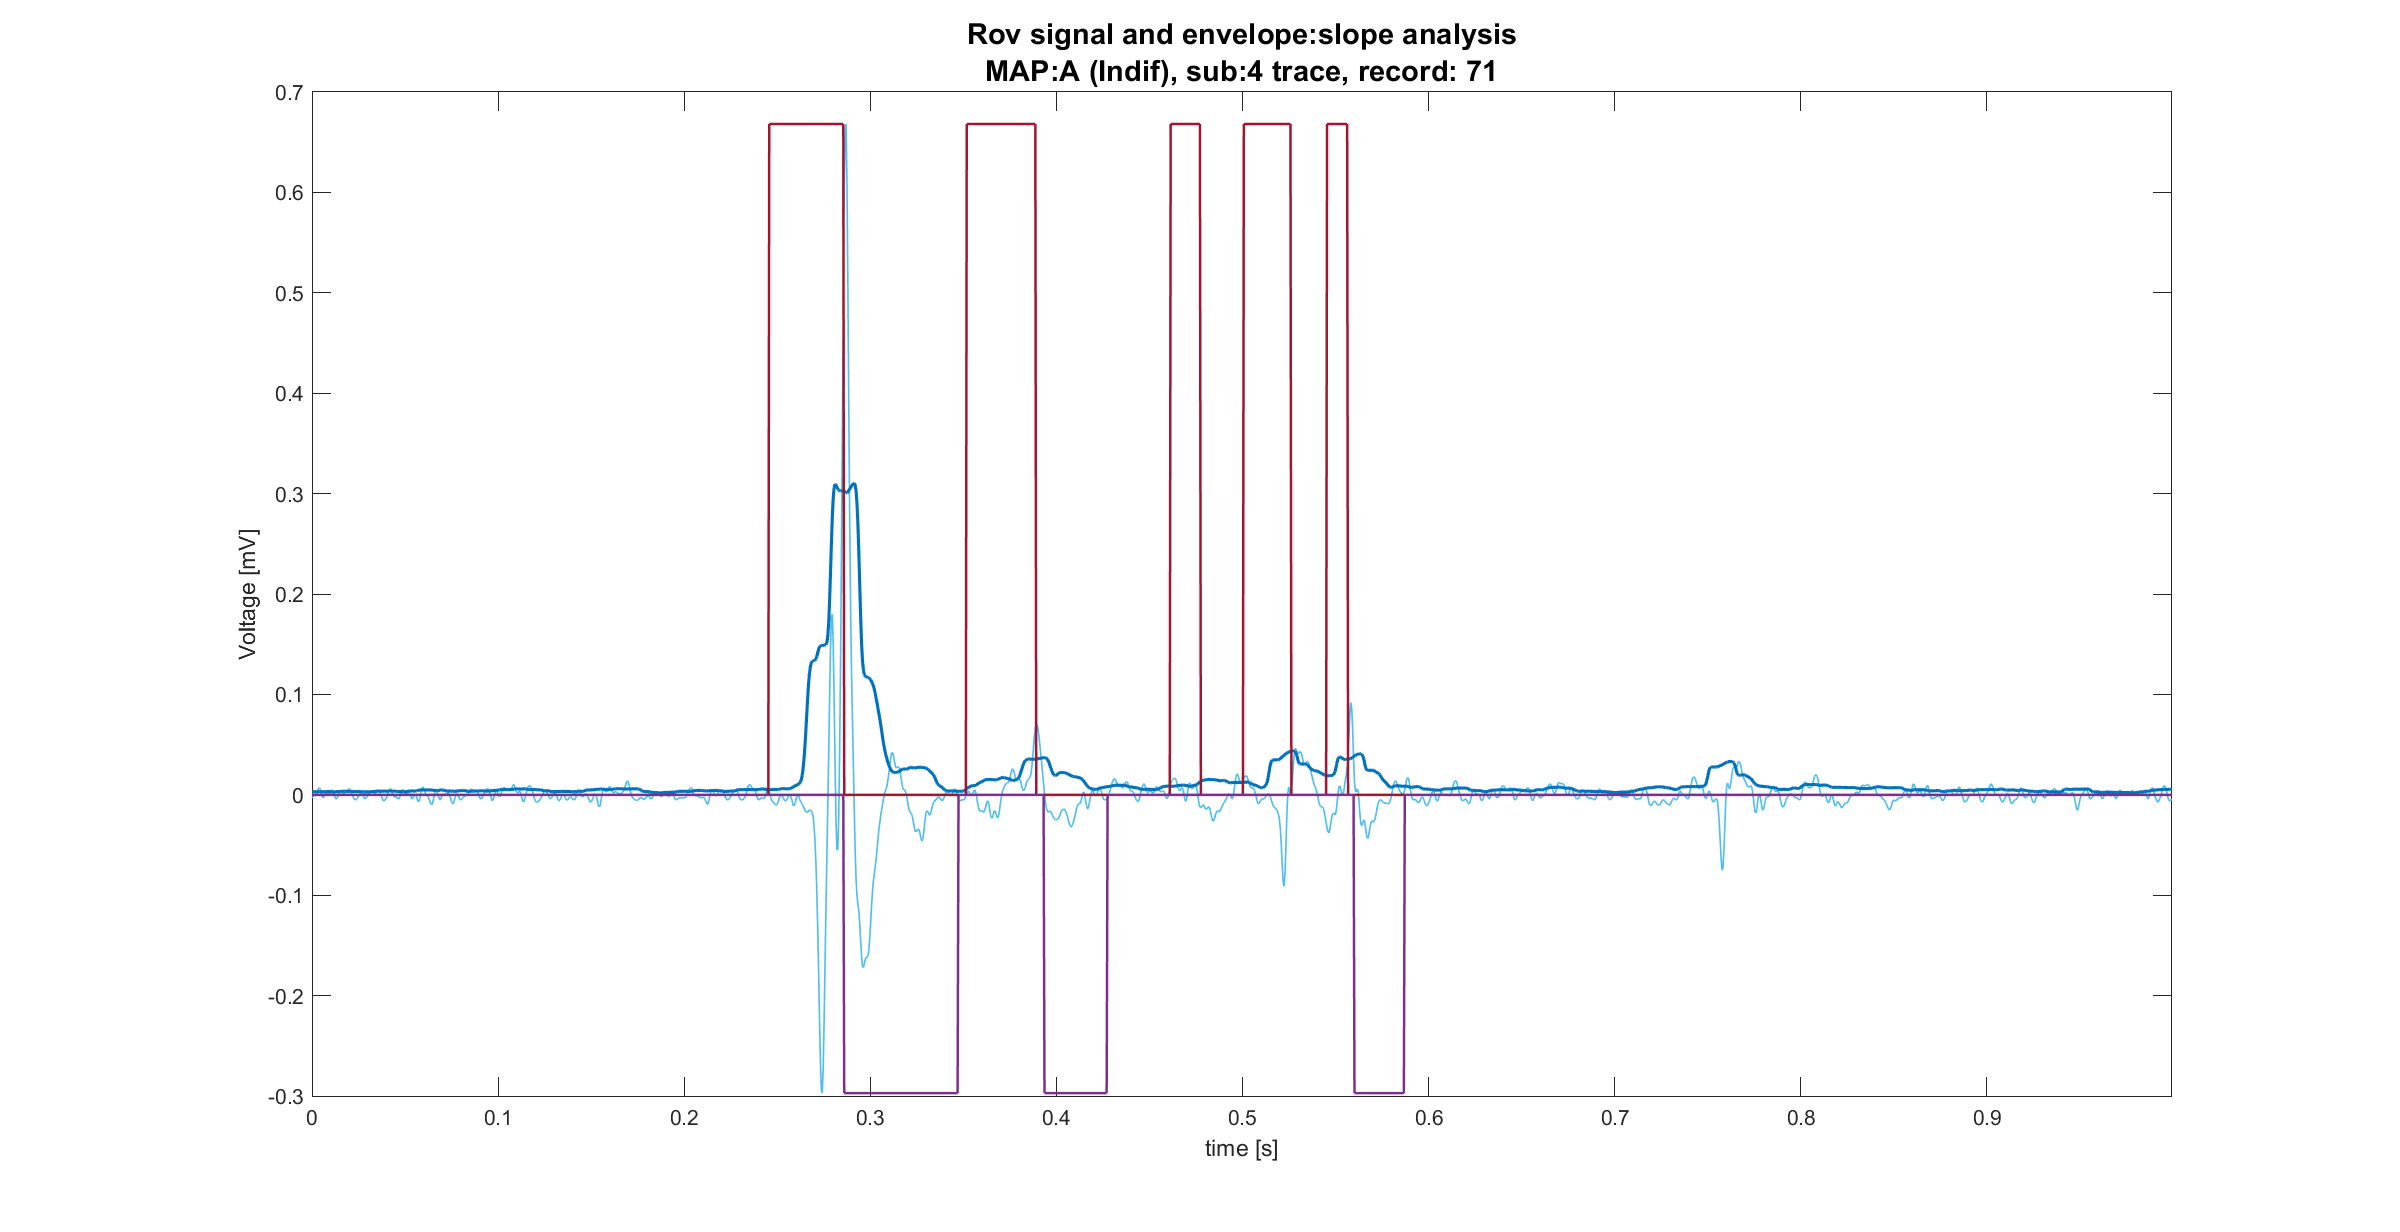 Rov signal and envelope:slope analysis
MAP:A (Indif), sub:4 trace, record: 71
0.7
0.6
0.5
0.4
0.3
0.2
0.1
0
-0.1
-0.2
-0.3
Voltage [mV]
0 0.1 0.2 0.3 0.4 0.5 0.6 0.7 0.8 0.9
time [s]